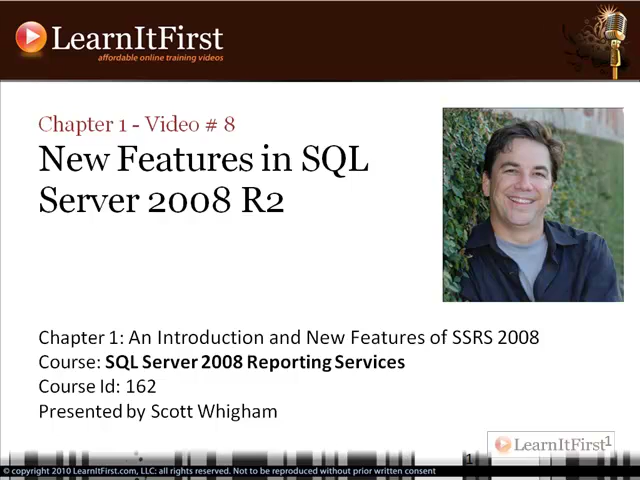 LearnItFirst
affordable online training videos
Chapter 1 - Video # 8
New Features in SQL
Server 2008 R2
Chapter 1: An Introduction and New Features of SSRS 2008
Course: SQL Server 2008 Reporting Services
Course Id: 162
Presented by Scott Whigham
LearnItFirst
1
1
© copyright 2010 LearnItFirst.com, LLC: all rights reserved. Not to be reproduced without prior written consent